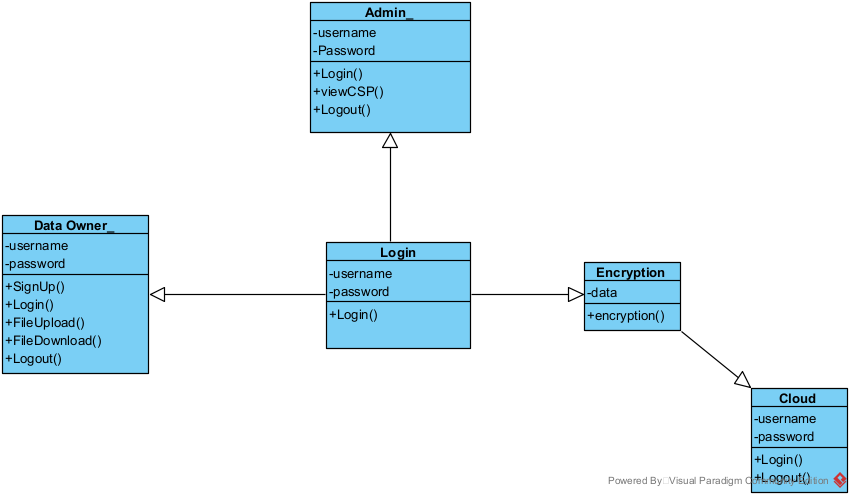 Admin_
-username
-Password
+Login()
+viewCSP()
+Logout()
Data Owner_
-username
-password
+SignUp()
+Login()
+FileUpload()
+FileDownload()
+Logout()
Login
-username
-password
+Login()
Encryption
-data
+encryption()
Cloud
-username
-password
+Login()
+Logout()
Powered By Visual Paradigm Community Edition